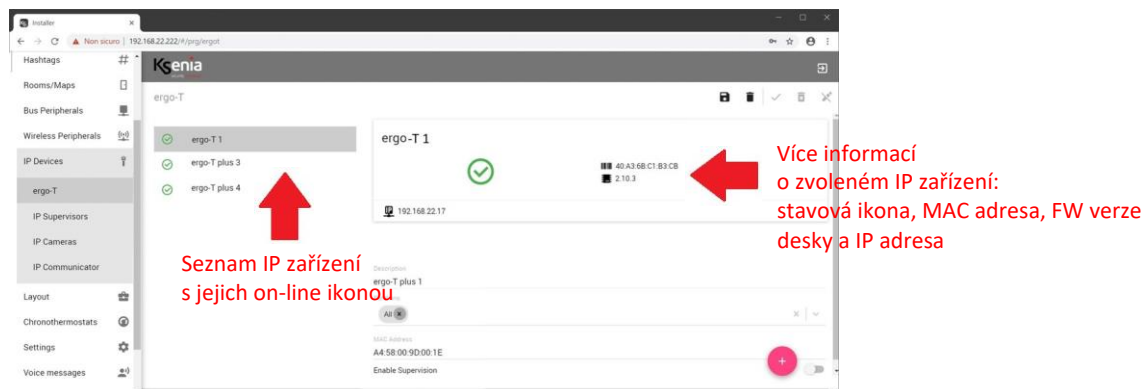 Installer
Non sicuro | 192.168.22.222/#/prg/ergot
Hashtags
Ksenia
Rooms/Maps
ergo-T
Bus Peripherals
Wireless Peripherals
ergo-T 1
ergo-T 1
IP Devices
ergo-T plus 3
40:A3:6B:C1:B3:CB
2.10.3
ergo-T
ergo-T plus 4
IP Supervisors
192.168.22.17
IP Cameras
IP Communicator
Více informací
o zvoleném IP zařízení:
stavová ikona, MAC adresa, FW verze
desky a IP adresa
Seznam IP zařízení
s jejich on-line ikonou
Description
ergo-T plus 1
All
Layout
Chronothermostats
Settings
Voice messages
MAC Address
A4:58:00:9D:00:1E
Enable Supervision